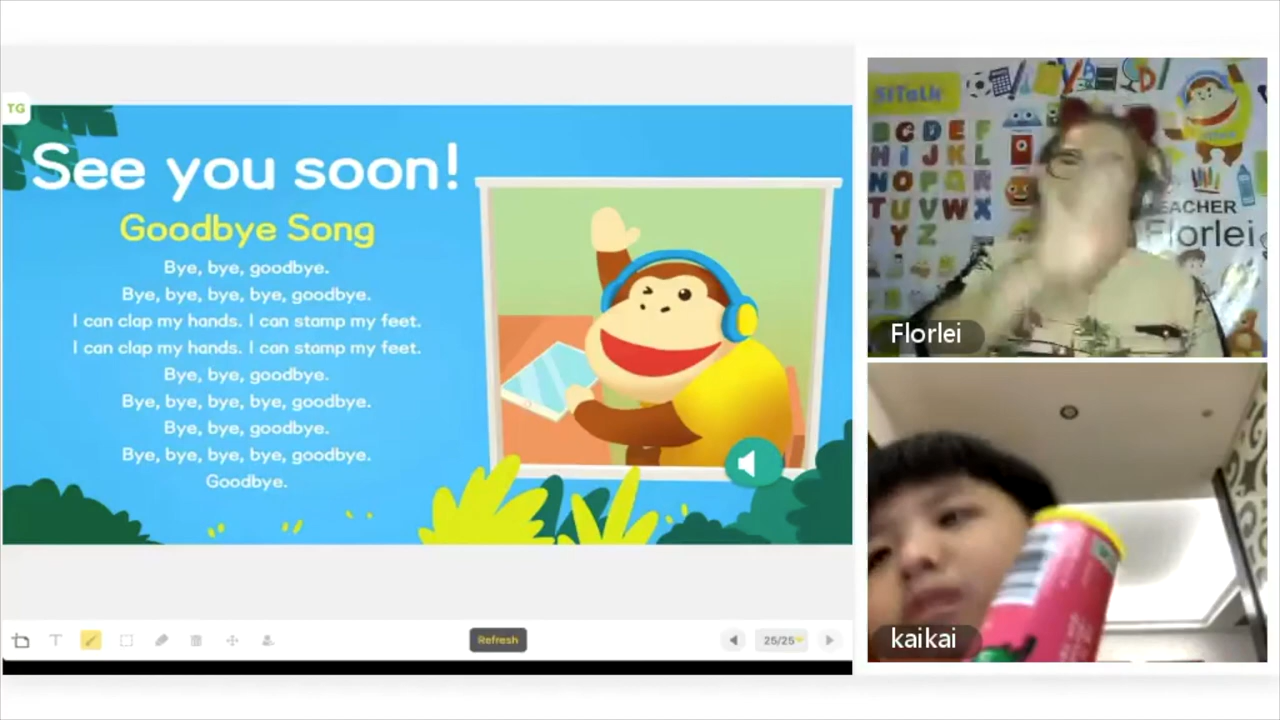 TG
See you soon!
Goodbye Song
Bye, bye, goodbye.
Bye, bye, bye, bye, goodbye.
I can clap my hands. I can stamp my feet.
I can clap my hands. I can stamp my feet.
Bye, bye, goodbye.
Bye, bye, bye, bye, goodbye.
Bye, bye, goodbye.
Bye, bye, bye, bye, goodbye.
Goodbye.
Refresh
25/25
51Talk
B C D E F
H I J K L
N O P Q R
T U V W X
Y Z
TEACHER
Florlei
Florlei
kaikai